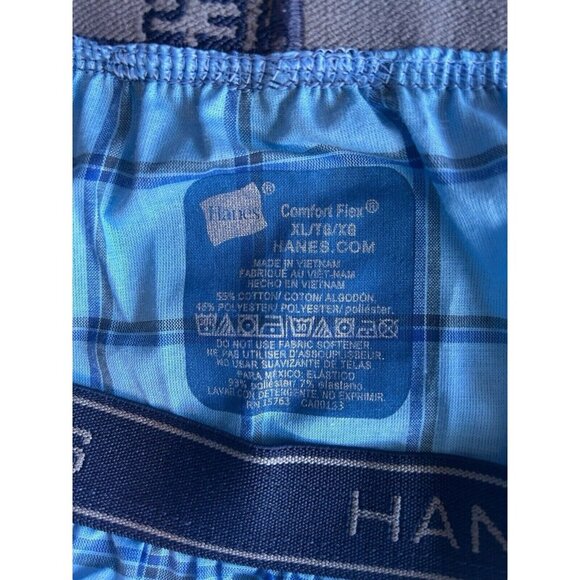 Hanes®
Comfort Flex®
XL/TG/XG
HANES.COM
MADE IN VIETNAM
FABRIQUÉ AU VIÊT-NAM
HECHO EN VIETNAM
55% COTTON/ COTON/ ALGODÓN.
45% POLYESTER/ POLYESTER/ poliéster.
DO NOT USE FABRIC SOFTENER
NE PAS UTILISER D'ASSOUPLISSEUR.
NO USAR SUAVIZANTE DE TELAS
PARA MÉXICO: ELÁSTICO
93% poliéster/ 7% elastano
LAVAR CON DETERGENTE. NO EXPRIMIR.
RN 15763
S
HAN